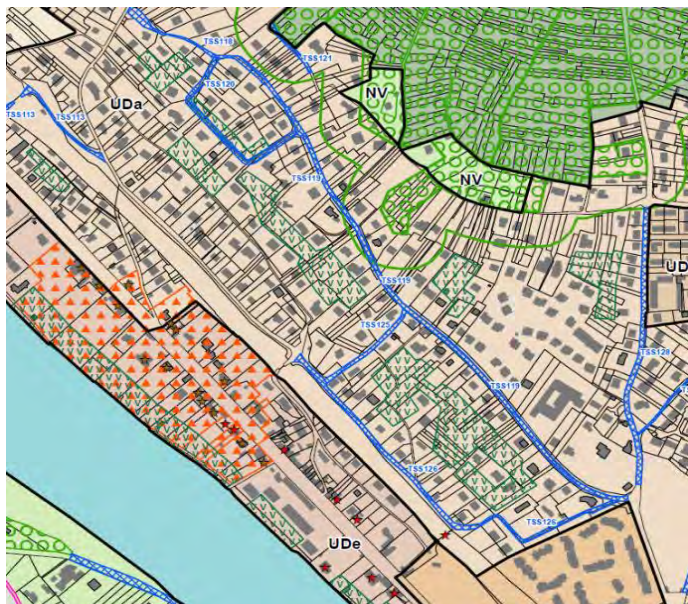 TSS118
TSS121
TSS120
UDa
NV
TSS113
TSS113
TSS119
NV
UD
TSS119
TSS125
TSS128
TSS119
TSS126
TSS126
UDe